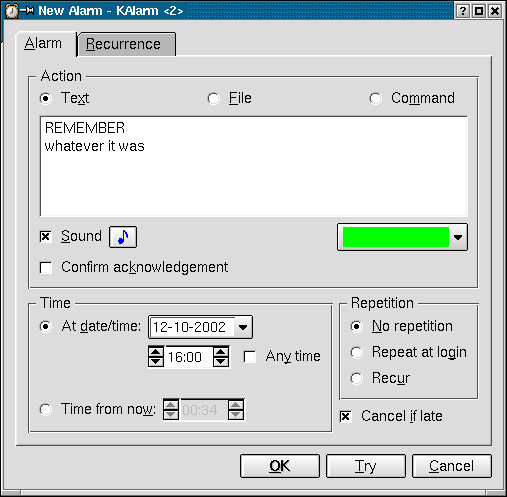 New Alarm - KAlarm <2>
Alarm Recurrence
Action
Text File Command
REMEMBER
whatever it was
Sound
Confirm acknowledgement
Time
At date/time: 12-10-2002
16:00 Any time
Time from now: 00:34
Repetition
No repetition
Repeat at login
Recur
Cancel if late
OK Try Cancel